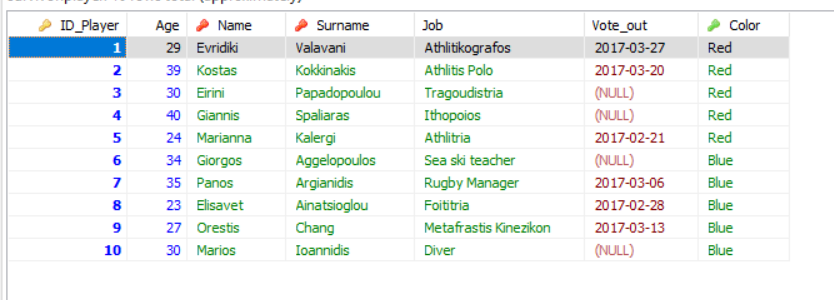 ID_Player Age Name Surname Job Vote_out Color
1 29 Evridiki Valavani Athlitikografos 2017-03-27 Red
2 39 Kostas Kokkinakis Athlitis Polo 2017-03-20 Red
3 30 Eirini Papadopoulou Tragoudistria (NULL) Red
4 40 Giannis Spaliaras Ithopoios (NULL) Red
5 24 Marianna Kalergi Athlitria 2017-02-21 Red
6 34 Giorgos Aggelopoulos Sea ski teacher (NULL) Blue
7 35 Panos Argianidis Rugby Manager 2017-03-06 Blue
8 23 Elisavet Ainatsioglou Foititria 2017-02-28 Blue
9 27 Orestis Chang Metafrastis Kinezikon 2017-03-13 Blue
10 30 Marios Ioannidis Diver (NULL) Blue